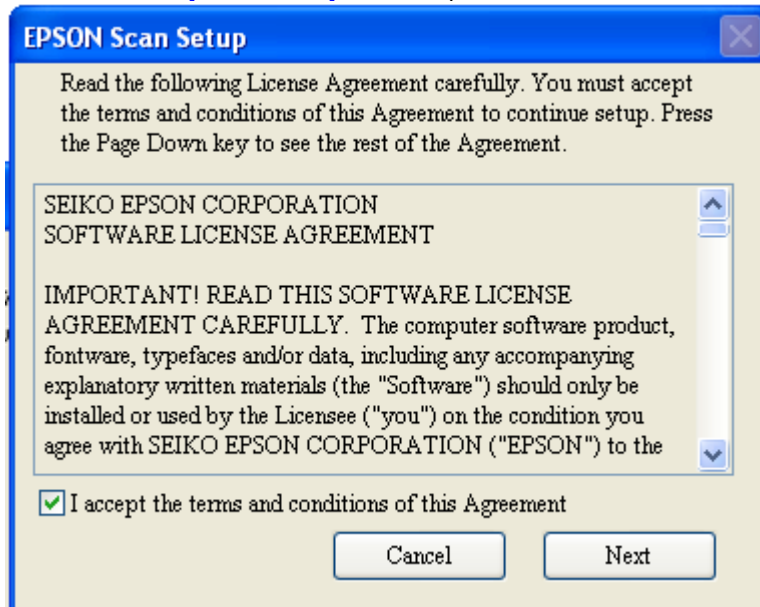 EPSON Scan Setup
Read the following License Agreement carefully. You must accept
the terms and conditions of this Agreement to continue setup. Press
the Page Down key to see the rest of the Agreement.
SEIKO EPSON CORPORATION
SOFTWARE LICENSE AGREEMENT
IMPORTANT! READ THIS SOFTWARE LICENSE
AGREEMENT CAREFULLY.  The computer software product,
fontware, typefaces and/or data, including any accompanying
explanatory written materials (the "Software") should only be
installed or used by the Licensee ("you") on the condition you
agree with SEIKO EPSON CORPORATION ("EPSON") to the
I accept the terms and conditions of this Agreement
Cancel Next